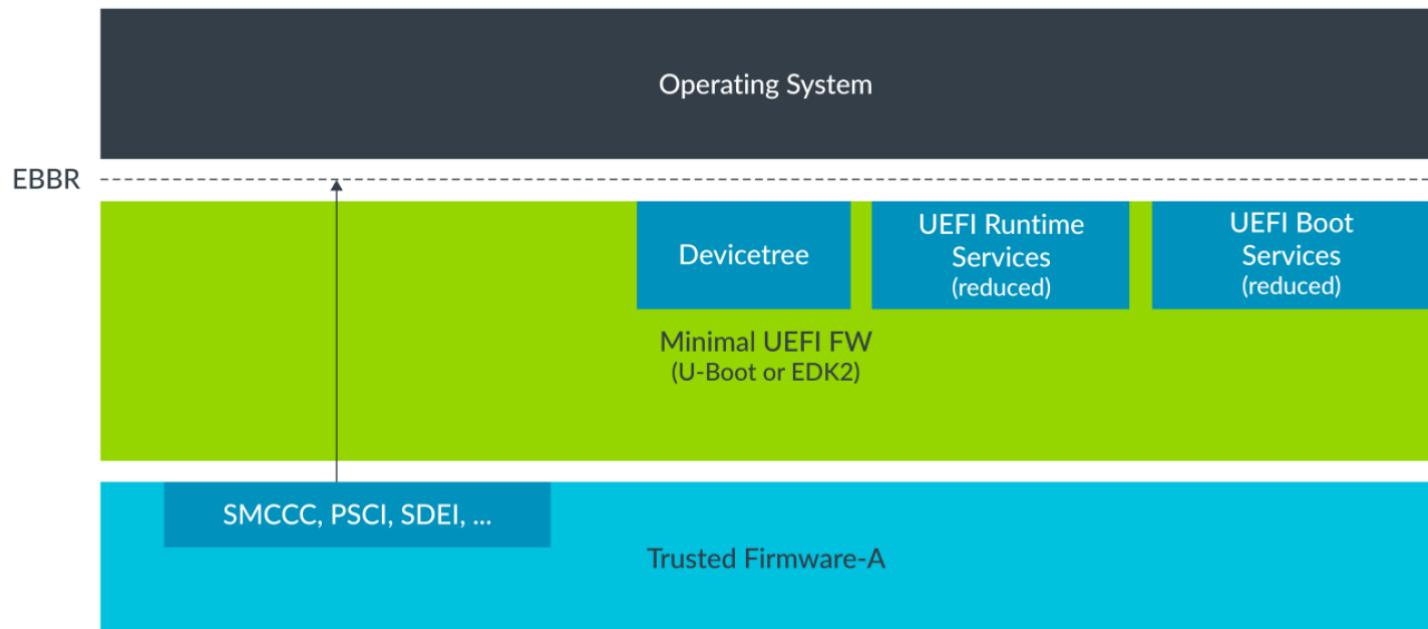 Operating System
EBBR
Devicetree
UEFI Runtime
Services
(reduced)
UEFI Boot
Services
(reduced)
Minimal UEFI FW
(U-Boot or EDK2)
SMCCC, PSCI, SDEI, ...
Trusted Firmware-A